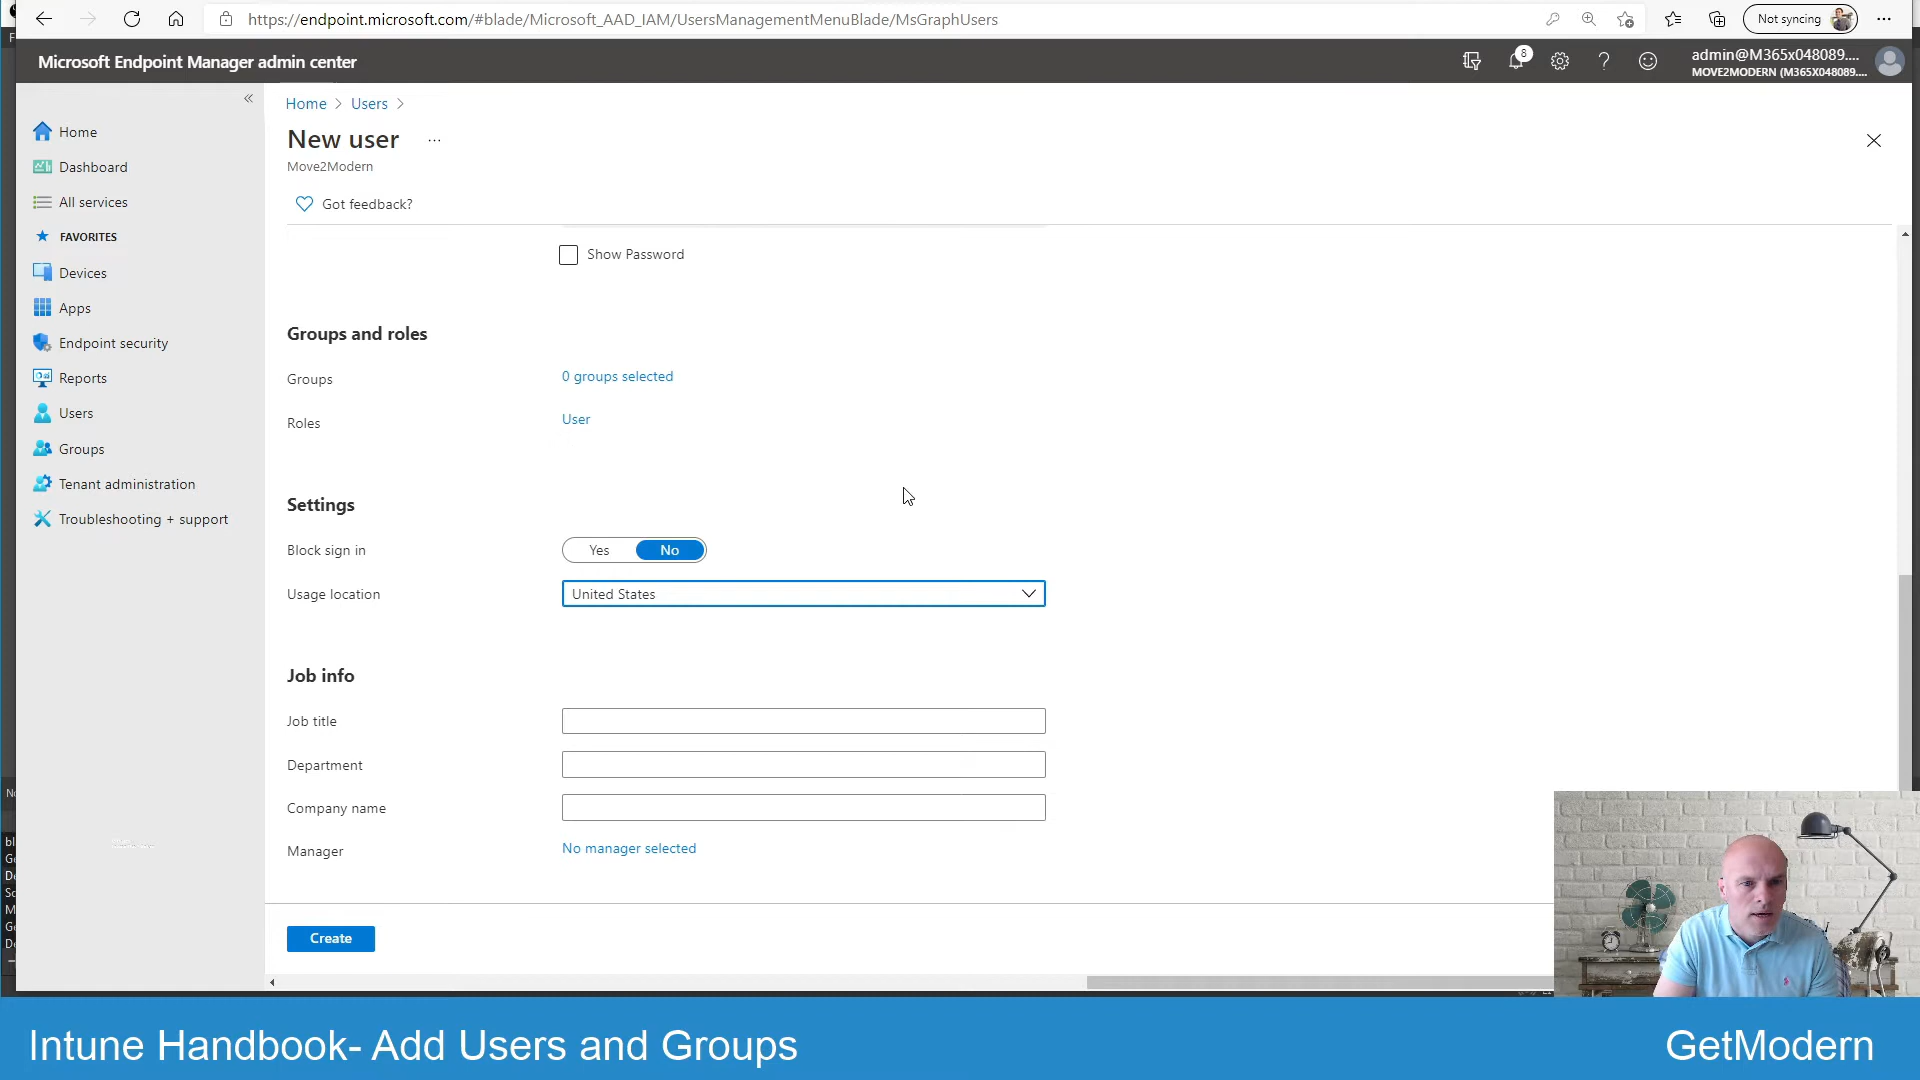 https://endpoint.microsoft.com/#blade/Microsoft_AAD_IAM/UsersManagementMenuBlade/MsGraphUsers
Not syncing
Microsoft Endpoint Manager admin center
8
admin@M365x048089....
MOVE2MODERN (M365X048089....
Home
Dashboard
All services
FAVORITES
Devices
Apps
Endpoint security
Reports
Users
Groups
Tenant administration
Troubleshooting + support
Home > Users >
New user ...
Move2Modern
Got feedback?
Show Password
Groups and roles
Groups
0 groups selected
Roles
User
Settings
Block sign in
Yes No
Usage location
United States
Job info
Job title
Department
Company name
Manager
No manager selected
Create
Intune Handbook- Add Users and Groups
GetModern